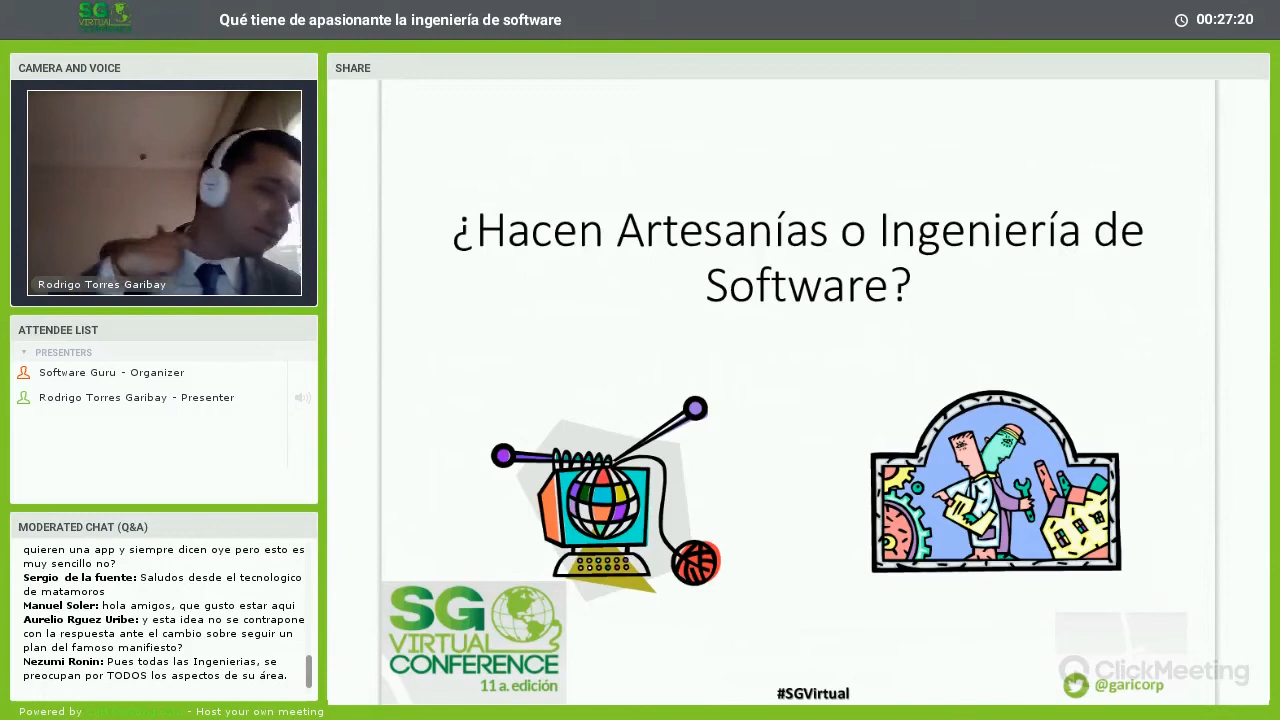 SG VIRTUAL CONFERENCE
Qué tiene de apasionante la ingeniería de software
00:27:20
CAMERA AND VOICE
Rodrigo Torres Garibay
ATTENDEE LIST
PRESENTERS
Software Guru - Organizer
Rodrigo Torres Garibay - Presenter
MODERATED CHAT (Q&A)
quieren una app y siempre dicen oye pero esto es
muy sencillo no?
Sergio de la fuente: Saludos desde el tecnologico
de matamoros
Manuel Soler: hola amigos, que gusto estar aqui
Aurelio Rguez Uribe: y esta idea no se contrapone
con la respuesta ante el cambio sobre seguir un
plan del famoso manifiesto?
Nezumi Ronin: Pues todas las Ingenierias, se
preocupan por TODOS los aspectos de su área.
Powered by
- Host your own meeting
SHARE
¿Hacen Artesanías o Ingeniería de
Software?
SG
VIRTUAL
CONFERENCE
11a. edición
#SGVirtual
ClickMeeting
@garicorp